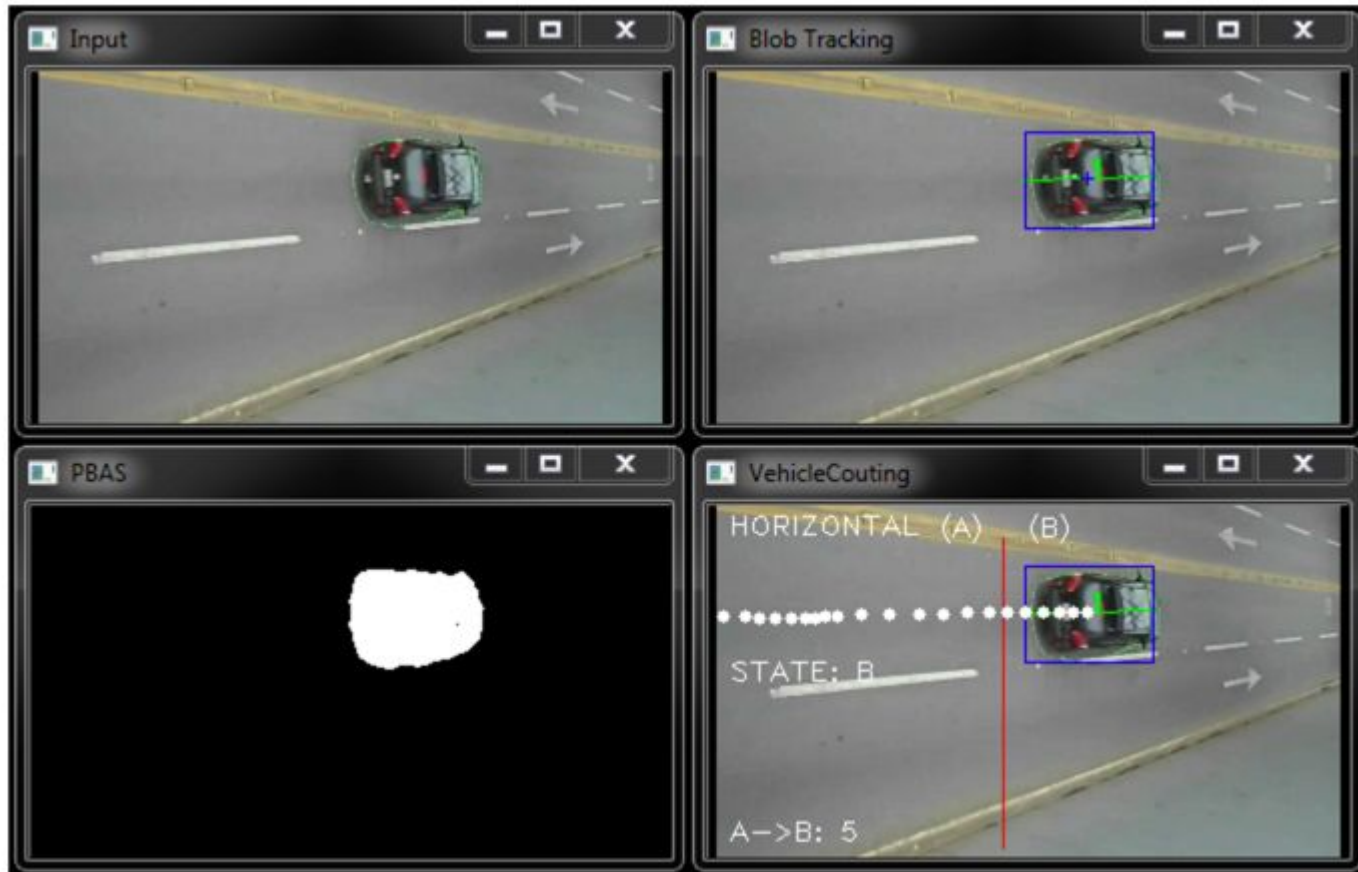 Input
Blob Tracking
PBAS
VehicleCouting
HORIZONTAL (A) (B)
STATE: B
A->B: 5